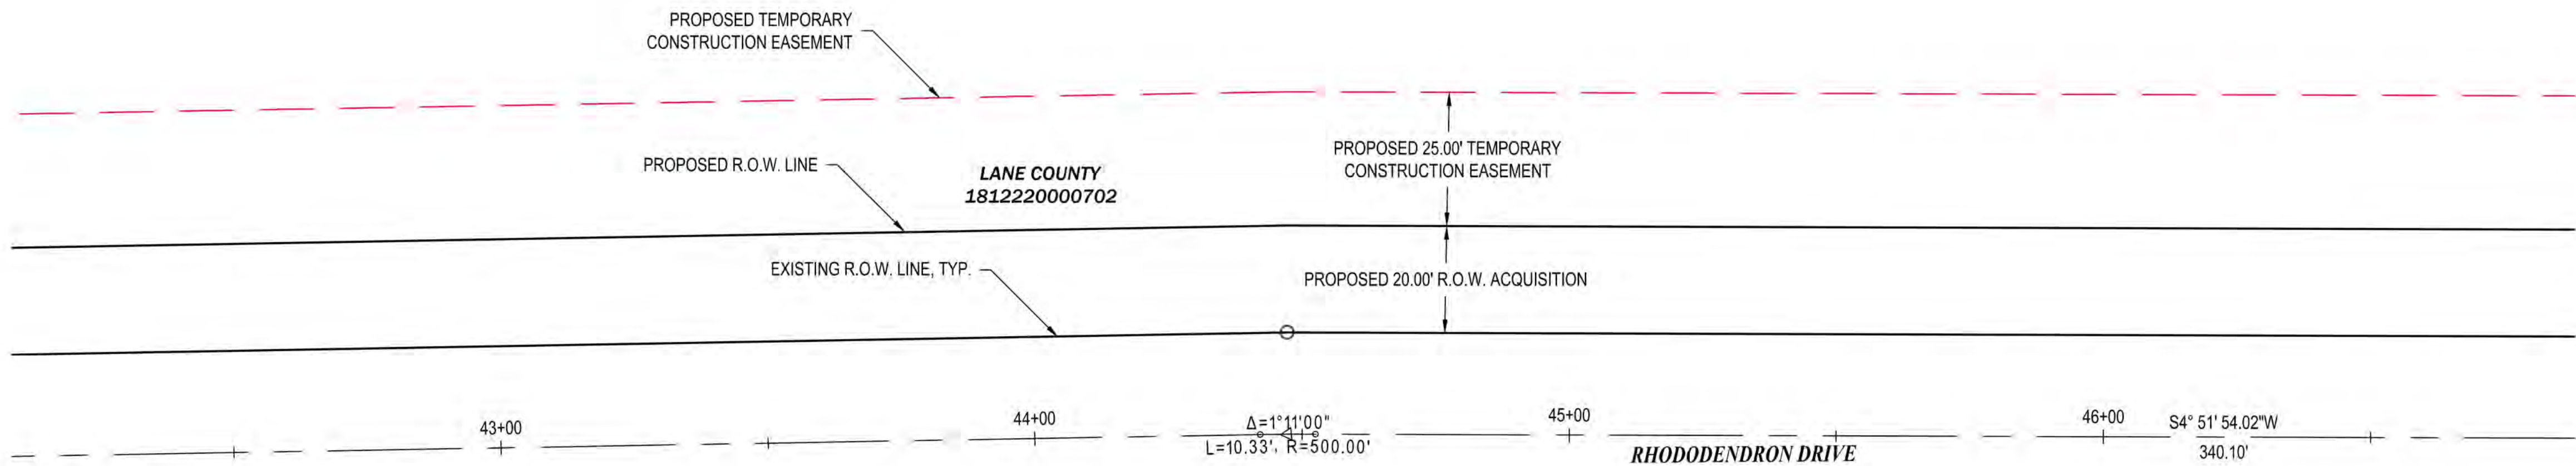 PROPOSED TEMPORARY
CONSTRUCTION EASEMENT
PROPOSED R.O.W. LINE
LANE COUNTY
1812220000702
PROPOSED 25.00' TEMPORARY
CONSTRUCTION EASEMENT
EXISTING R.O.W. LINE, TYP.
PROPOSED 20.00' R.O.W. ACQUISITION
43+00
44+00
Δ=1°11'00"
L=10.33', R=500.00'
45+00
RHODODENDRON DRIVE
46+00
S4° 51' 54.02"W
340.10'